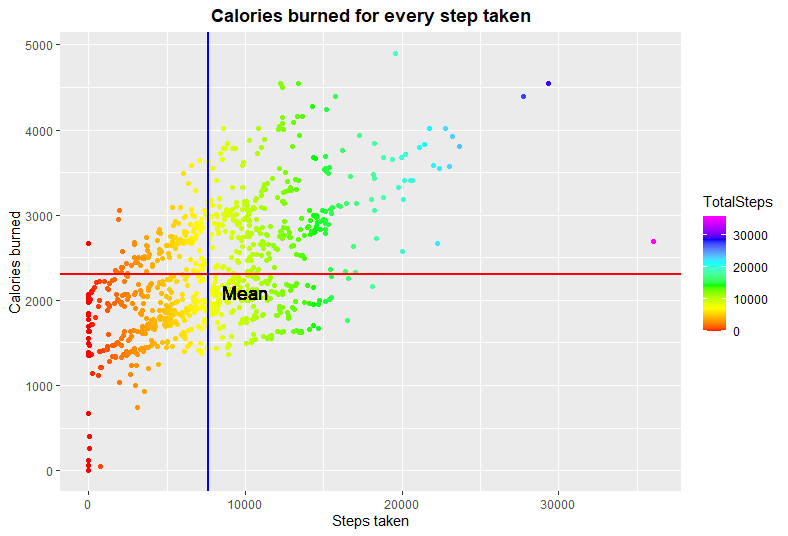 Calories burned for every step taken
Calories burned
5000
4000
3000
2000
1000
0
Mean
0
10000
20000
30000
Steps taken
TotalSteps
30000
20000
10000
0